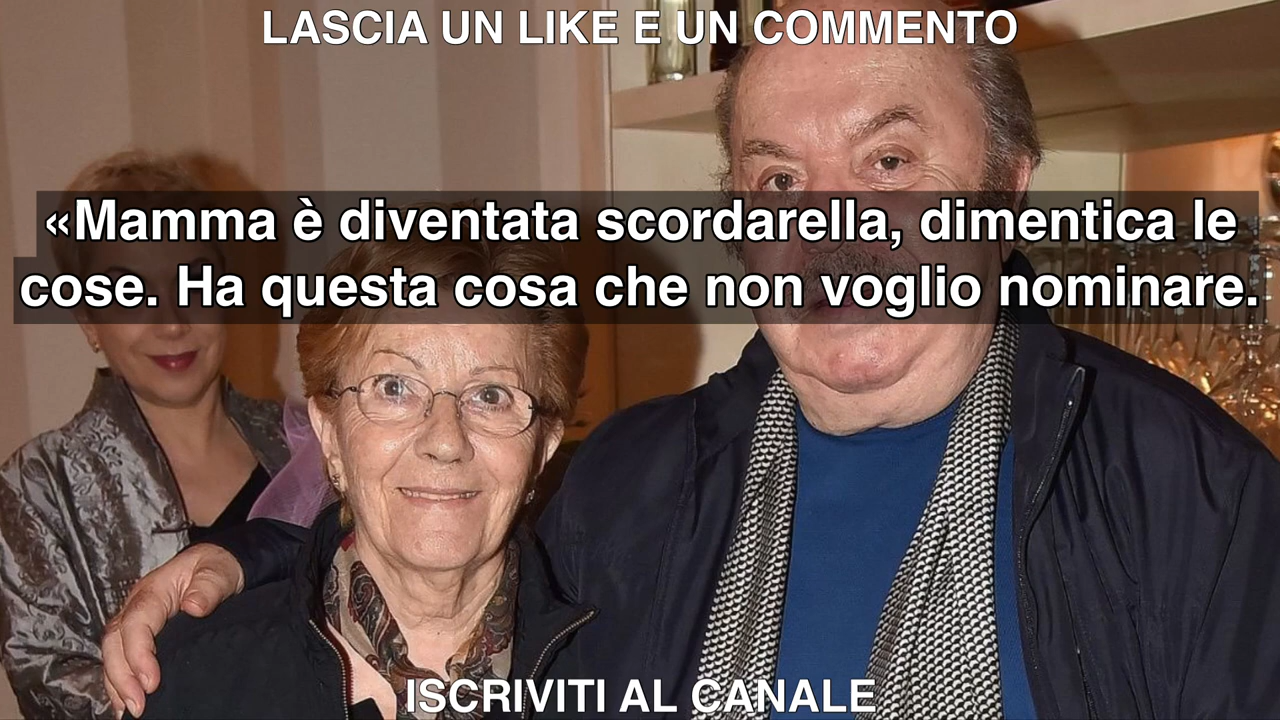 LASCIA UN LIKE E UN COMMENTO
«Mamma è diventata scordarella, dimentica le
cose. Ha questa cosa che non voglio nominare.
ISCRIVITI AL CANALE